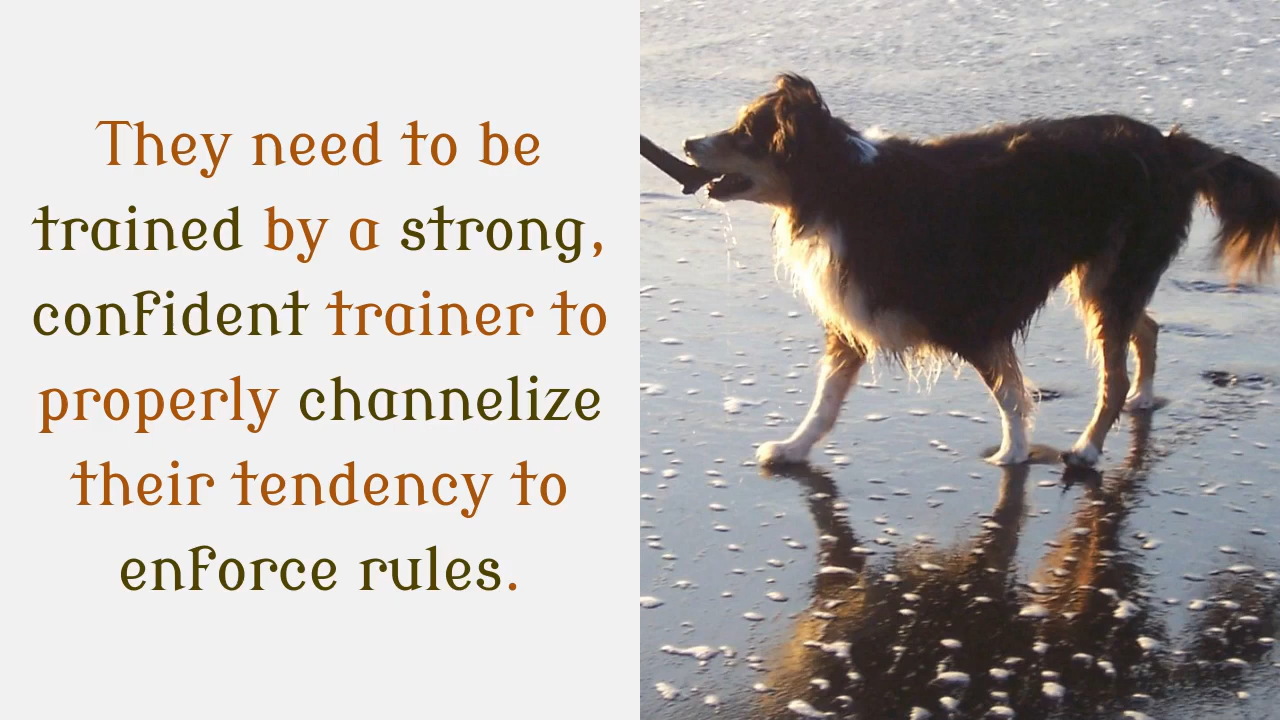 They need to be
trained by a strong,
confident trainer to
properly channelize
their tendency to
enforce rules.